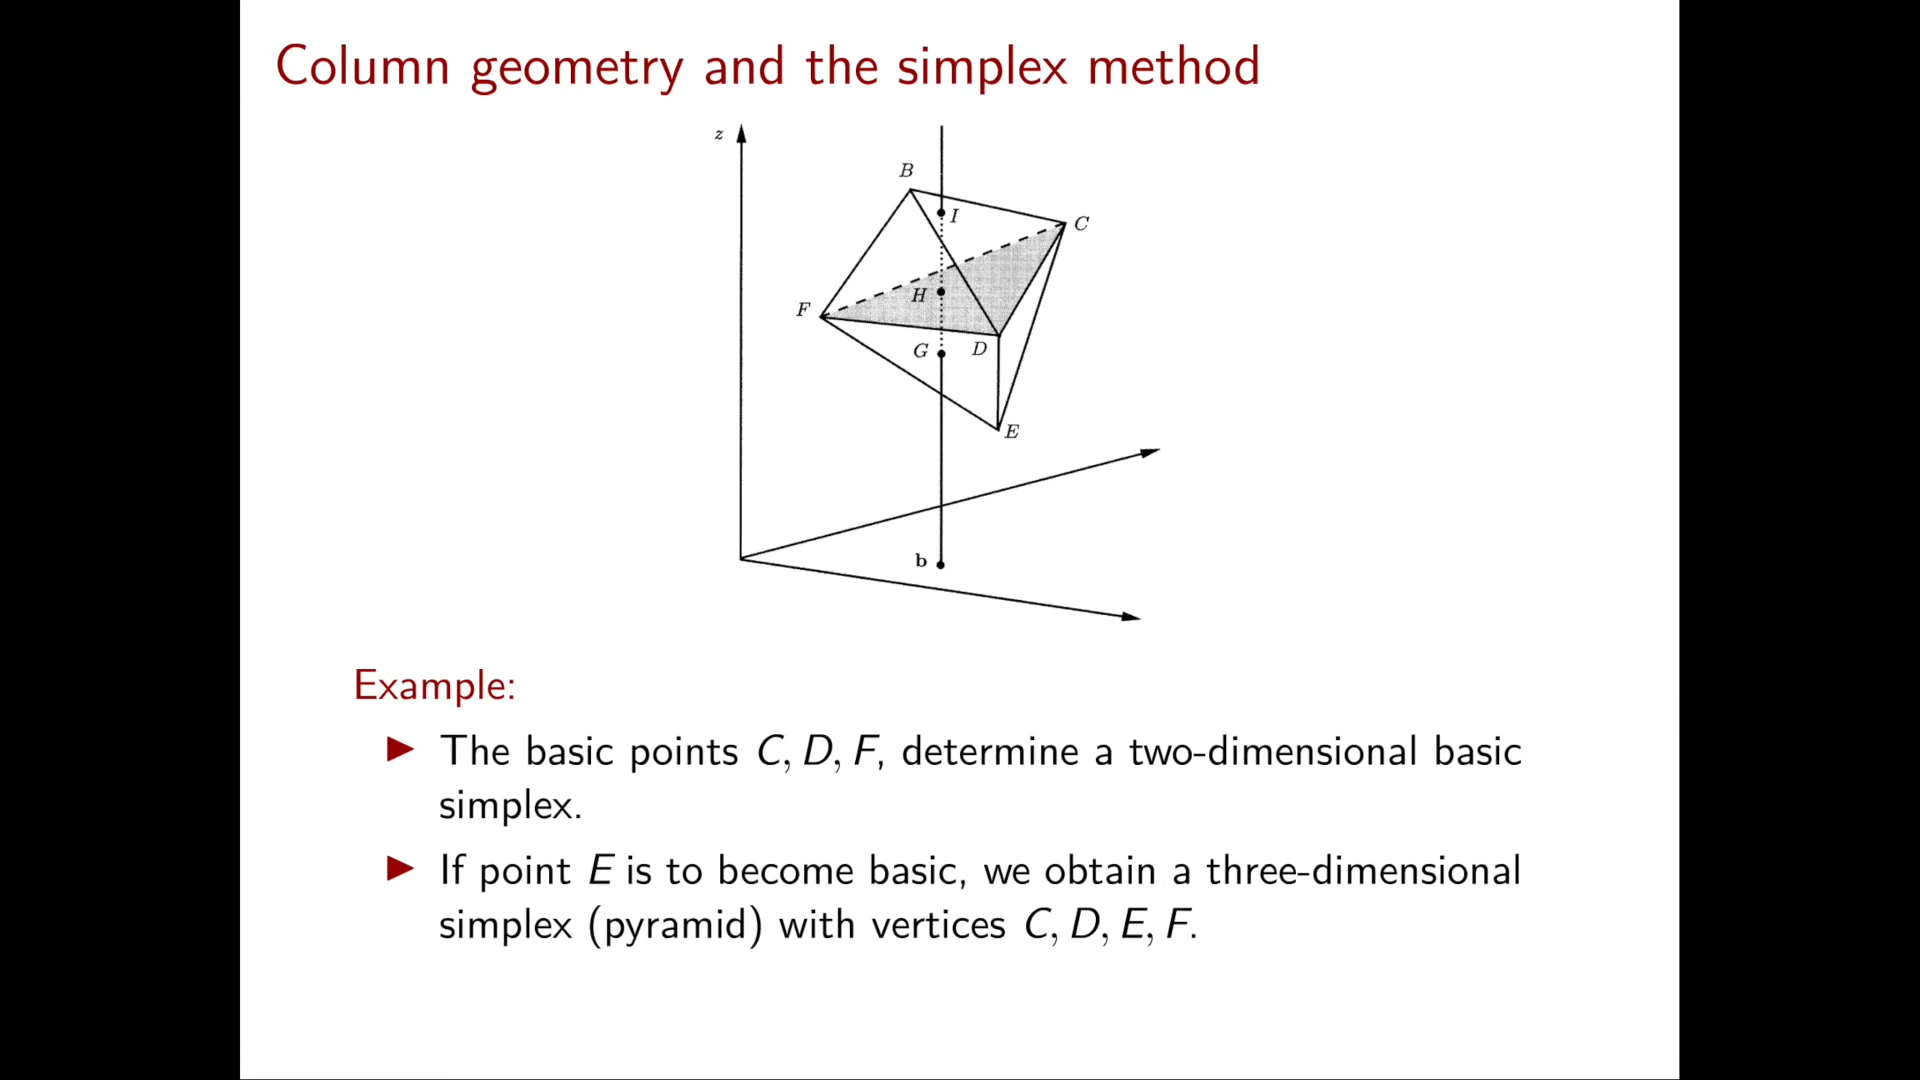 Column geometry and the simplex method
z
B
I
C
H
F
G
D
E
b
Example:
▶ The basic points C, D, F, determine a two-dimensional basic
simplex.
▶ If point E is to become basic, we obtain a three-dimensional
simplex (pyramid) with vertices C, D, E, F.